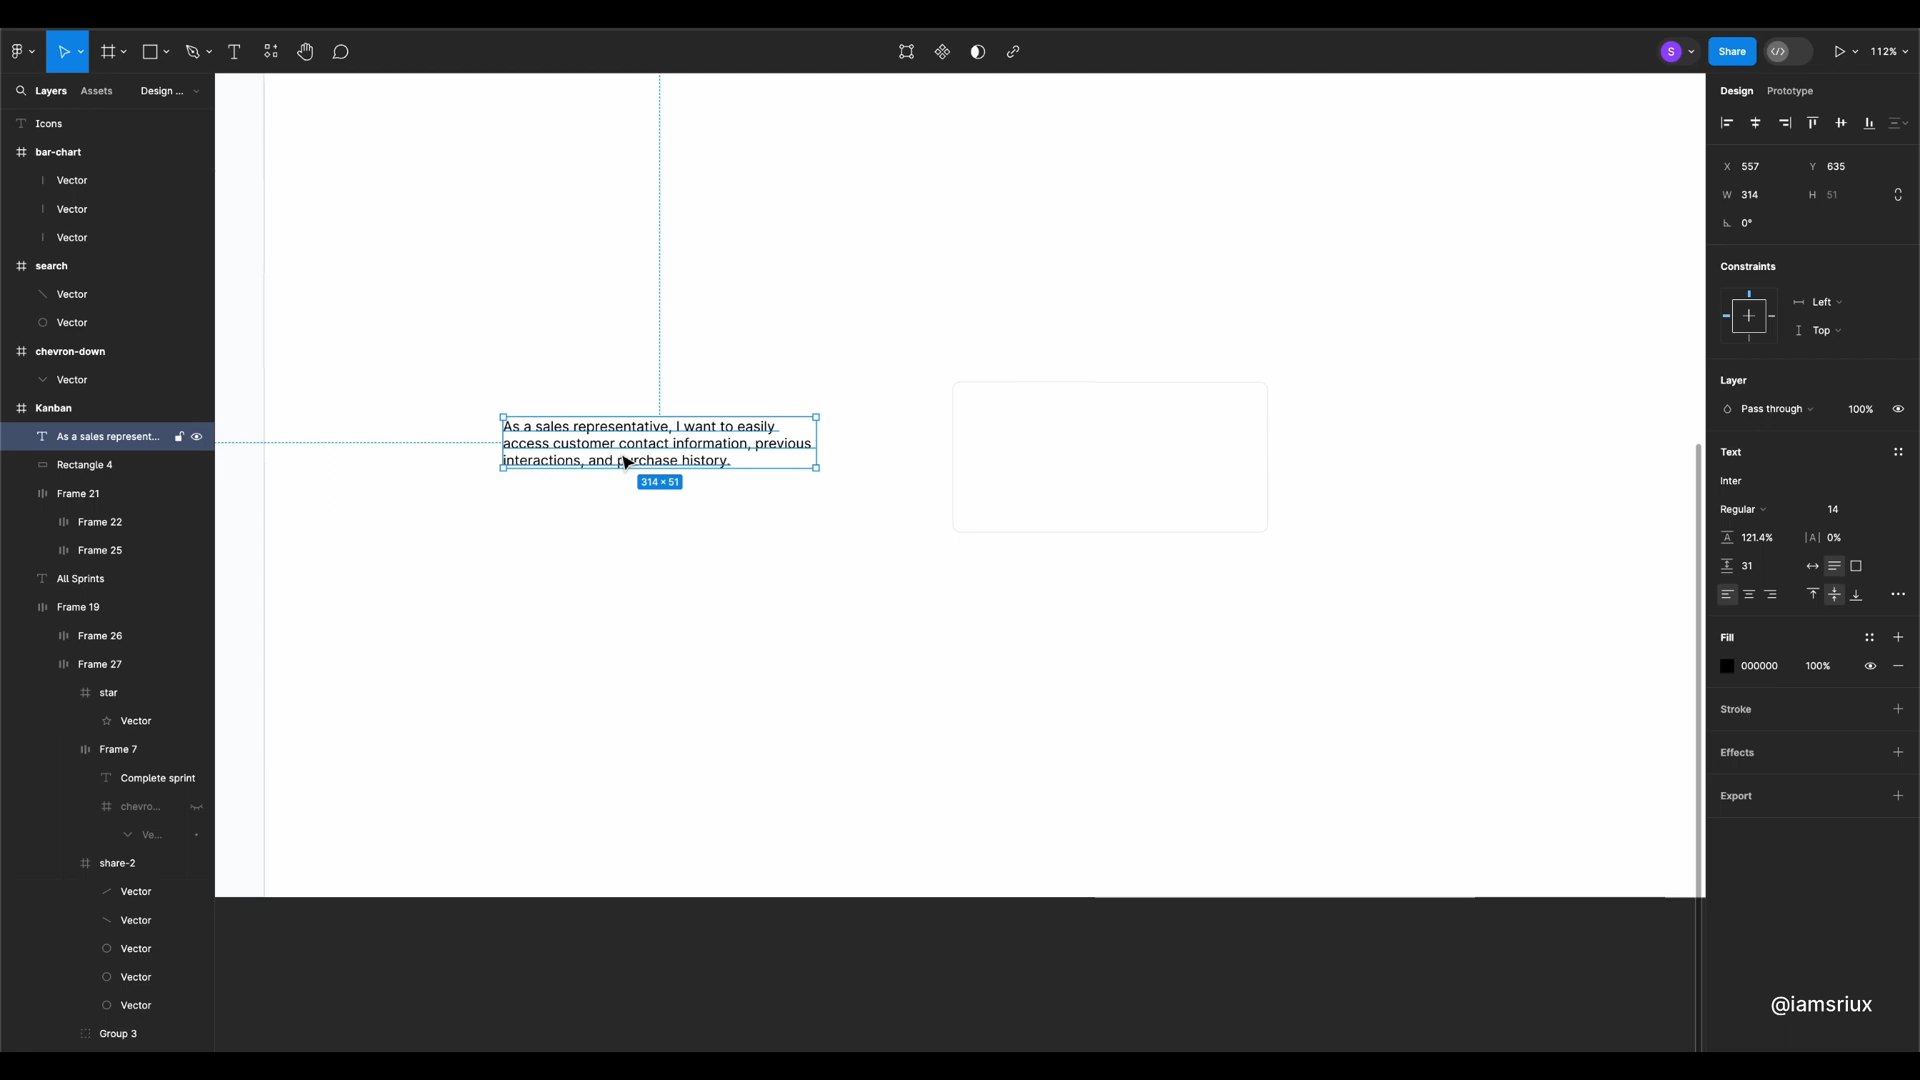 S
Share
112%
Layers
Assets
Design ...
Icons
bar-chart
Vector
Vector
Vector
search
Vector
Vector
chevron-down
Vector
Kanban
As a sales represent...
Rectangle 4
Frame 21
Frame 22
Frame 25
All Sprints
Frame 19
Frame 26
Frame 27
star
Vector
Frame 7
Complete sprint
chevro...
Ve...
share-2
Vector
Vector
Vector
Vector
Vector
Group 3
As a sales representative, I want to easily
access customer contact information, previous
interactions, and purchase history.
314 × 51
Design
Prototype
X 557
Y 635
W 314
H 51
0°
Constraints
Left
Top
Layer
Pass through
100%
Text
Inter
Regular
14
121.4%
0%
31
Fill
000000
100%
Stroke
Effects
Export
@iamsriux